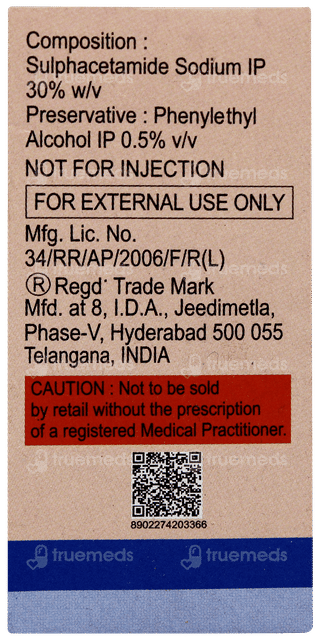 Composition :
Sulphacetamide Sodium IP
30% w/v
Preservative : Phenylethyl
Alcohol IP 0.5% v/v
NOT FOR INJECTION
FOR EXTERNAL USE ONLY
Mfg. Lic. No.
34/RR/AP/2006/F/R(L)
® Regd. Trade Mark
Mfd. at 8, I.D.A., Jeedimetla,
Phase-V, Hyderabad 500 055
Telangana, INDIA
CAUTION : Not to be sold
by retail without the prescription
of a registered Medical Practitioner.
8902274203366
truemeds truemeds